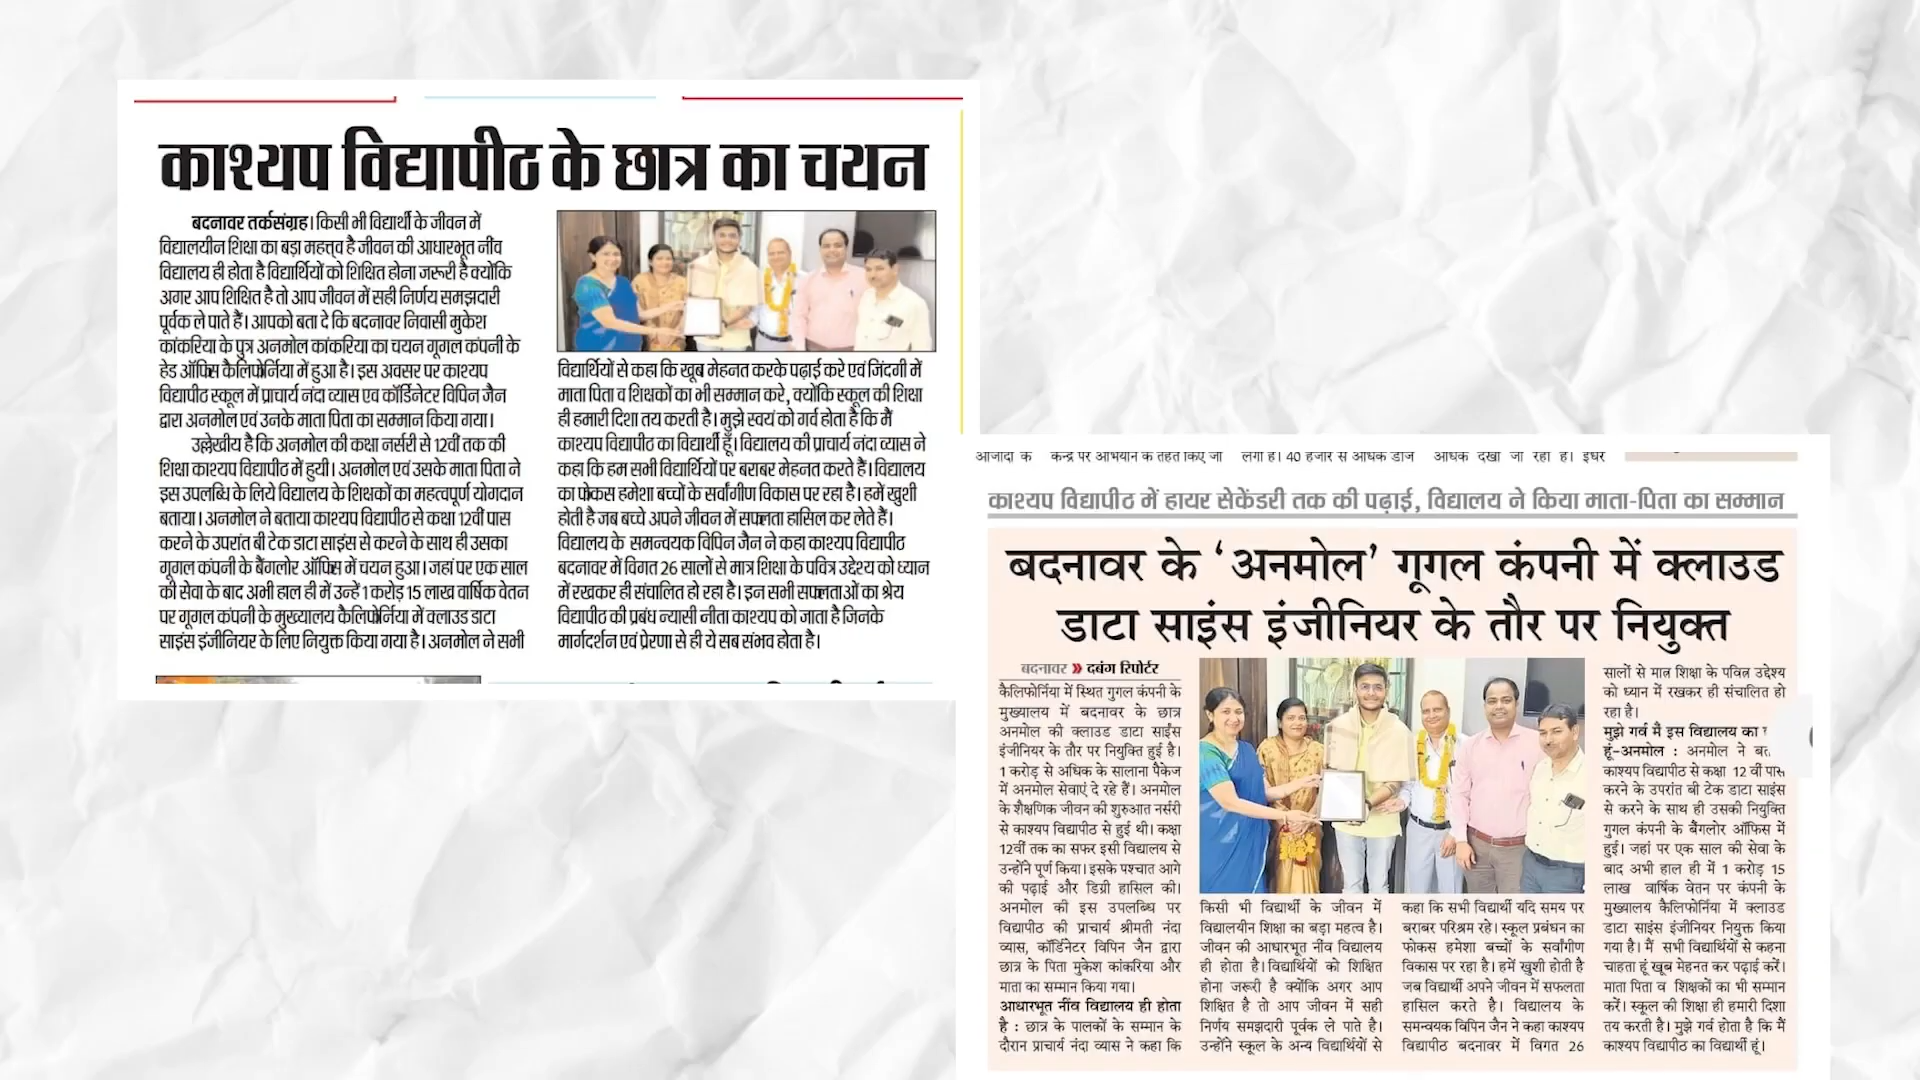 काश्यप विद्यापीठ के छात्र का चयन
बदनावर तर्कसंग्रह। किसी भी विद्यार्थी के जीवन में
विद्यालयीन शिक्षा का बड़ा महत्त्व है जीवन की आधारभूत नींव
विद्यालय ही होता है विद्यार्थियों को शिक्षित होना जरूरी है क्योंकि
अगर आप शिक्षित है तो आप जीवन में सही निर्णय समझदारी
पूर्वक ले पाते हैं। आपको बता दे कि बदनावर निवासी मुकेश
कांकरिया के पुत्र अनमोल कांकरिया का चयन गूगल कंपनी के
हेड ऑफिस कैलिफोर्निया में हुआ है। इस अवसर पर काश्यप
विद्यापीठ स्कूल में प्राचार्य नंदा व्यास एव कॉर्डिनेटर विपिन जैन
द्वारा अनमोल एवं उनके माता पिता का सम्मान किया गया।
उल्लेखीय है कि अनमोल की कक्षा नर्सरी से 12वीं तक की
शिक्षा काश्यप विद्यापीठ में हुयी। अनमोल एवं उसके माता पिता ने
इस उपलब्धि के लिये विद्यालय के शिक्षकों का महत्वपूर्ण योगदान
बताया। अनमोल ने बताया काश्यप विद्यापीठ से कक्षा 12वीं पास
करने के उपरांत बी टेक डाटा साइंस से करने के साथ ही उसका
गूगल कंपनी के बैंगलोर ऑफिस में चयन हुआ। जहां पर एक साल
की सेवा के बाद अभी हाल ही में उन्हें 1 करोड़ 15 लाख वार्षिक वेतन
पर गूगल कंपनी के मुख्यालय कैलिफोर्निया में क्लाउड डाटा
साइंस इंजीनियर के लिए नियुक्त किया गया है। अनमोल ने सभी
विद्यार्थियों से कहा कि खूब मेहनत करके पढ़ाई करे एवं जिंदगी में
माता पिता व शिक्षकों का भी सम्मान करे, क्योंकि स्कूल की शिक्षा
ही हमारी दिशा तय करती है। मुझे स्वयं को गर्व होता है कि मैं
काश्यप विद्यापीठ का विद्यार्थी हूँ। विद्यालय की प्राचार्य नंदा व्यास ने
कहा कि हम सभी विद्यार्थियों पर बराबर मेहनत करते हैं। विद्यालय
का फोकस हमेशा बच्चों के सर्वांगीण विकास पर रहा है। हमें खुशी
होती है जब बच्चे अपने जीवन में सफलता हासिल कर लेते हैं।
विद्यालय के समन्वयक विपिन जैन ने कहा काश्यप विद्यापीठ
बदनावर में विगत 26 सालों से मात्र शिक्षा के पवित्र उद्देश्य को ध्यान
में रखकर ही संचालित हो रहा है। इन सभी सफलताओं का श्रेय
विद्यापीठ की प्रबंध न्यासी नीता काश्यप को जाता है जिनके
मार्गदर्शन एवं प्रेरणा से ही ये सब संभव होता है।
आजादी के केन्द्र पर अभियान के तहत किए जा लगी है। 40 हजार से अधिक डोज अधिक देखी जा रही है। इधर
काश्यप विद्यापीठ में हायर सेकेंडरी तक की पढ़ाई, विद्यालय ने किया माता-पिता का सम्मान
बदनावर के ‘अनमोल’ गूगल कंपनी में क्लाउड
डाटा साइंस इंजीनियर के तौर पर नियुक्त
बदनावर » दबंग रिपोर्टर
कैलिफोर्निया में स्थित गुगल कंपनी के
मुख्यालय में बदनावर के छात्र
अनमोल की क्लाउड डाटा साईंस
इंजीनियर के तौर पर नियुक्ति हुई है।
1 करोड़ से अधिक के सालाना पैकेज
में अनमोल सेवाएं दे रहे हैं। अनमोल
के शैक्षणिक जीवन की शुरुआत नर्सरी
से काश्यप विद्यापीठ से हुई थी। कक्षा
12वीं तक का सफर इसी विद्यालय से
उन्होंने पूर्ण किया। इसके पश्चात आगे
की पढ़ाई और डिग्री हासिल की।
अनमोल की इस उपलब्धि पर
विद्यापीठ की प्राचार्य श्रीमती नंदा
व्यास, कॉर्डिनेटर विपिन जैन द्वारा
छात्र के पिता मुकेश कांकरिया और
माता का सम्मान किया गया।
आधारभूत नींव विद्यालय ही होता
है : छात्र के पालकों के सम्मान के
दौरान प्राचार्य नंदा व्यास ने कहा कि
किसी भी विद्यार्थी के जीवन में
विद्यालयीन शिक्षा का बड़ा महत्व है।
जीवन की आधारभूत नींव विद्यालय
ही होता है। विद्यार्थियों को शिक्षित
होना जरूरी है क्योंकि अगर आप
शिक्षित है तो आप जीवन में सही
निर्णय समझदारी पूर्वक ले पाते है।
उन्होंने स्कूल के अन्य विद्यार्थियों से
कहा कि सभी विद्यार्थी यदि समय पर
बराबर परिश्रम रहे। स्कूल प्रबंधन का
फोकस हमेशा बच्चों के सर्वांगीण
विकास पर रहा है। हमें खुशी होती है
जब विद्यार्थी अपने जीवन में सफलता
हासिल करते है। विद्यालय के
समन्वयक विपिन जैन ने कहा काश्यप
विद्यापीठ बदनावर में विगत 26
सालों से मात्र शिक्षा के पवित्र उद्देश्य
को ध्यान में रखकर ही संचालित हो
रहा है।
मुझे गर्व मैं इस विद्यालय का
हूं-अनमोल : अनमोल ने
काश्यप विद्यापीठ से कक्षा 12 वीं पास
करने के उपरांत बी टेक डाटा साइंस
से करने के साथ ही उसकी नियुक्ति
गुगल कंपनी के बैंगलोर ऑफिस में
हुई। जहां पर एक साल की सेवा के
बाद अभी हाल ही में 1 करोड़ 15
लाख वार्षिक वेतन पर कंपनी के
मुख्यालय कैलिफोर्निया में क्लाउड
डाटा साइंस इंजीनियर नियुक्त किया
गया है। मैं सभी विद्यार्थियों से कहना
चाहता हूं खूब मेहनत कर पढ़ाई करें।
माता पिता व शिक्षकों का भी सम्मान
करें। स्कूल की शिक्षा ही हमारी दिशा
तय करती है। मुझे गर्व होता है कि मैं
काश्यप विद्यापीठ का विद्यार्थी हूं।